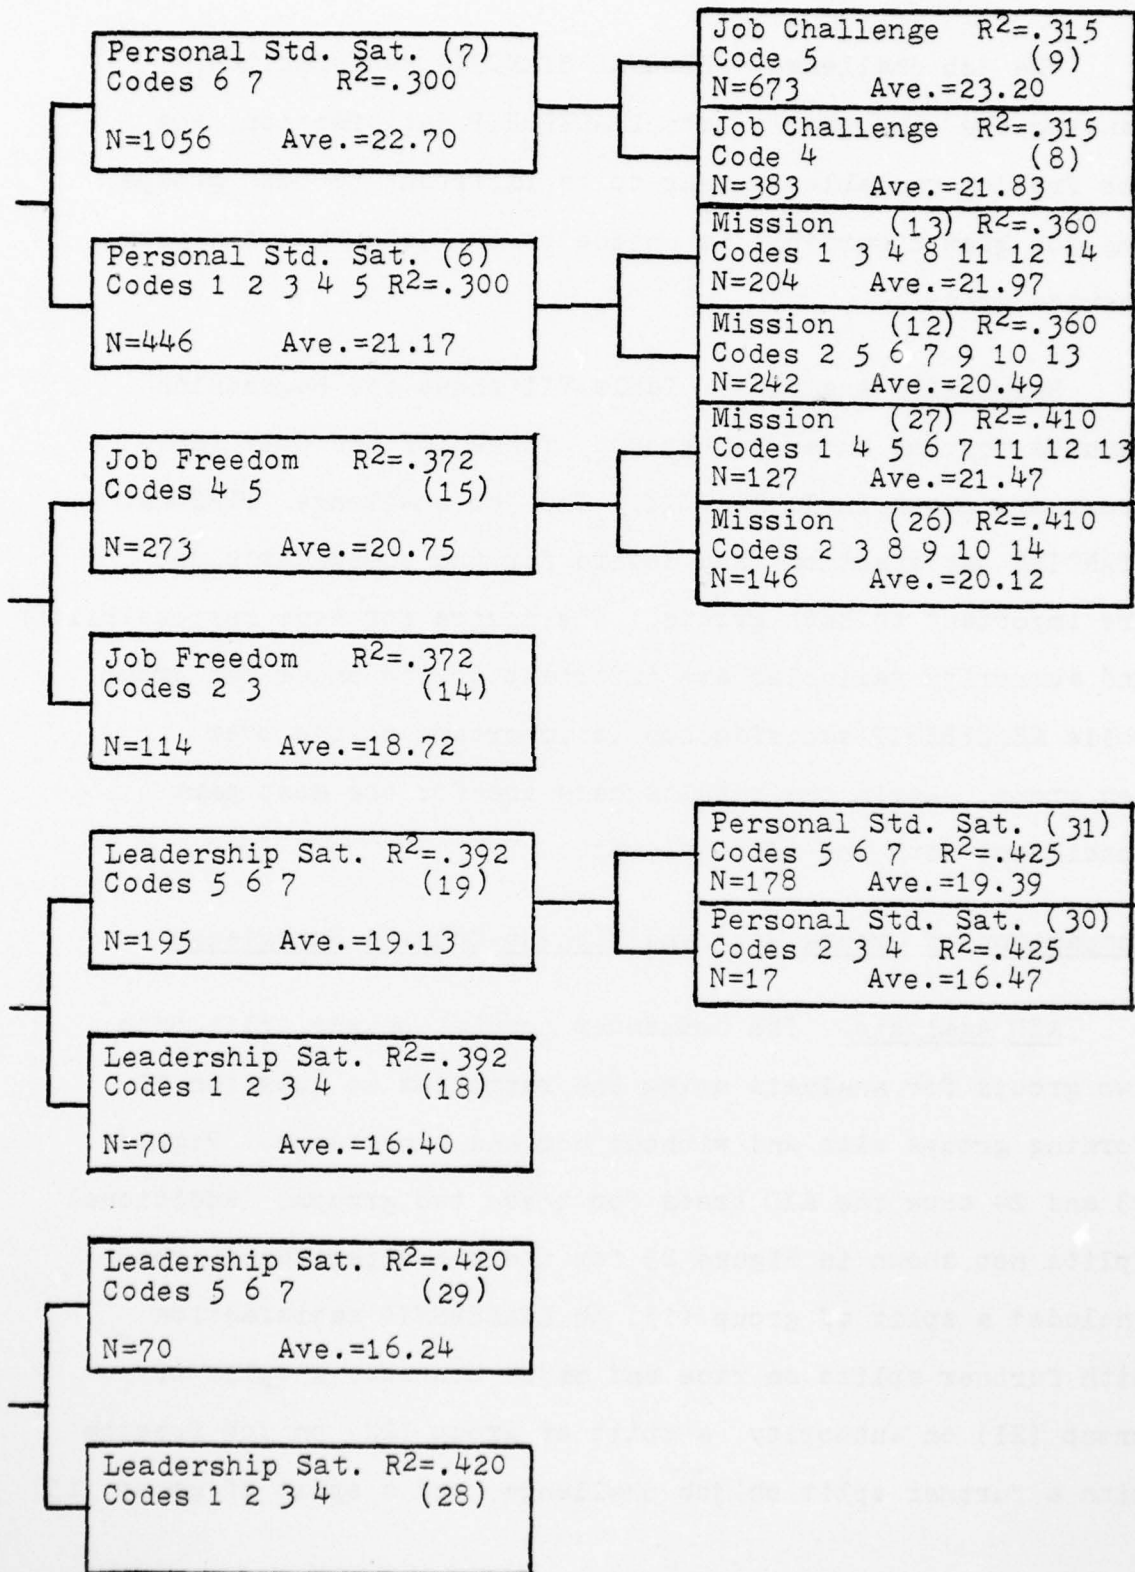 Personal Std. Sat. (7)
Codes 6 7 R²=.300
N=1056 Ave.=22.70
Personal Std. Sat. (6)
Codes 1 2 3 4 5 R²=.300
N=446 Ave.=21.17
Job Freedom R²=.372
Codes 4 5 (15)
N=273 Ave.=20.75
Job Freedom R²=.372
Codes 2 3 (14)
N=114 Ave.=18.72
Leadership Sat. R²=.392
Codes 5 6 7 (19)
N=195 Ave.=19.13
Leadership Sat. R²=.392
Codes 1 2 3 4 (18)
N=70 Ave.=16.40
Leadership Sat. R²=.420
Codes 5 6 7 (29)
N=70 Ave.=16.24
Leadership Sat. R²=.420
Codes 1 2 3 4 (28)
Job Challenge R²=.315
Code 5 (9)
N=673 Ave.=23.20
Job Challenge R²=.315
Code 4 (8)
N=383 Ave.=21.83
Mission (13) R²=.360
Codes 1 3 4 8 11 12 14
N=204 Ave.=21.97
Mission (12) R²=.360
Codes 2 5 6 7 9 10 13
N=242 Ave.=20.49
Mission (27) R²=.410
Codes 1 4 5 6 7 11 12 13
N=127 Ave.=21.47
Mission (26) R²=.410
Codes 2 3 8 9 10 14
N=146 Ave.=20.12
Personal Std. Sat. (31)
Codes 5 6 7 R²=.425
N=178 Ave.=19.39
Personal Std. Sat. (30)
Codes 2 3 4 R²=.425
N=17 Ave.=16.47